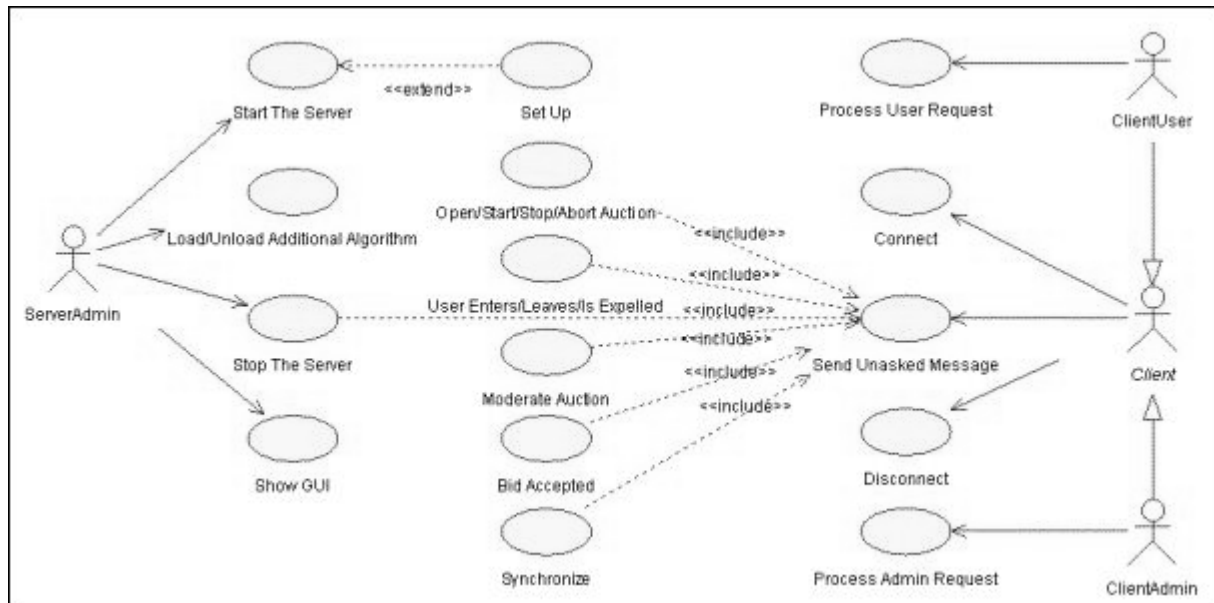 <<extend>>
Start The Server
Set Up
Process User Request
ClientUser
Open/Start/Stop/Abort Auction
Load/Unload Additional Algorithm
<<include>>
Connect
<<include>>
ServerAdmin
User Enters/Leaves/Is Expelled
<<include>>
<<include>>
Stop The Server
Send Unasked Message
Client
<<include>>
Moderate Auction
<<include>>
Show GUI
Bid Accepted
Disconnect
Synchronize
Process Admin Request
ClientAdmin